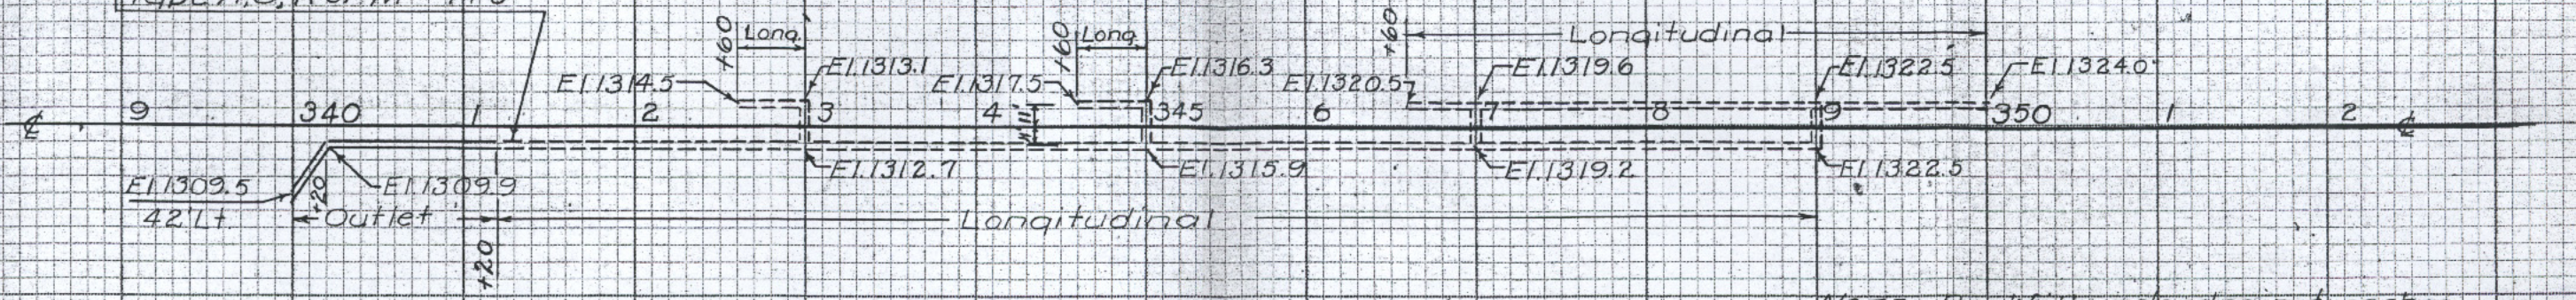 Type A, C, K or M
+60
Long.
+60
Long
+60
Longitudinal
El.1314.5
El.1313.1
El.1317.5
El.1316.3
El.1320.5
El.1319.6
El.1322.5
El.1324.0
℄
9
340
1
2
3
4
345
6
7
8
9
350
1
2
℄
El.1309.5
42' Lt.
+20
El.1309.9
El.1312.7
El.1315.9
El.1319.2
El.1322.5
Outlet
Longitudinal
+20